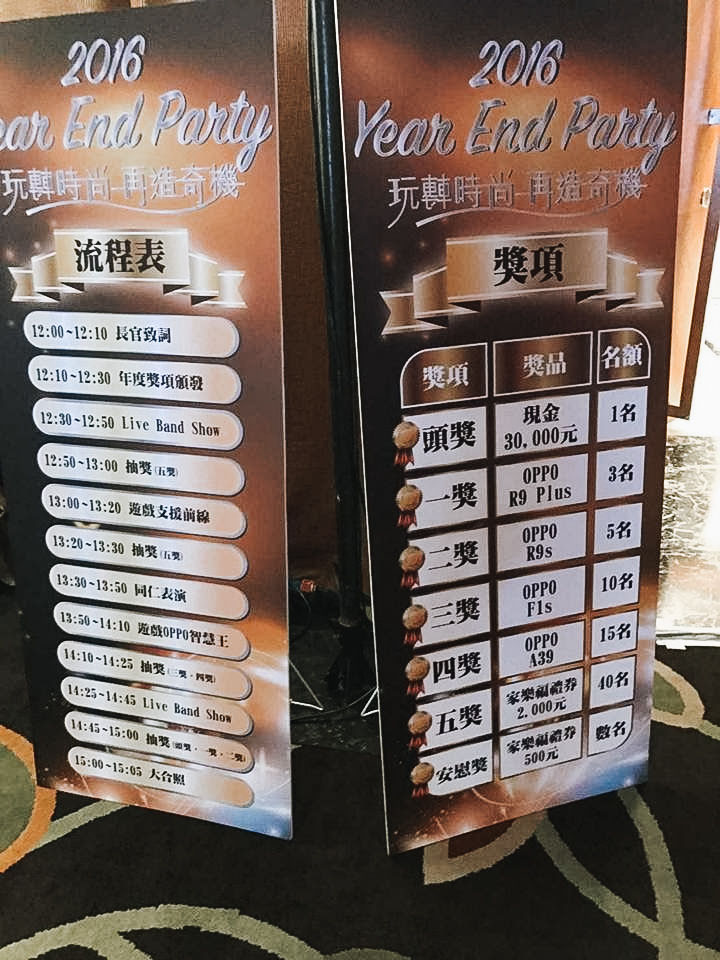 2016
ear End Party
玩轉時尚 再造奇機
流程表
12:00~12:10 長官致詞
12:10~12:30 年度獎項頒發
12:30~12:50 Live Band Show
12:50~13:00 抽獎(五獎)
13:00~13:20 遊戲支援前線
13:20~13:30 抽獎(五獎)
13:30~13:50 同仁表演
13:50~14:10 遊戲OPPO智慧王
14:10~14:25 抽獎(三獎、四獎)
14:25~14:45 Live Band Show
14:45~15:00 抽獎(頭獎、一獎、二獎)
15:00~15:05 大合照
2016
Year End Party
玩轉時尚 再造奇機
獎項
獎項 獎品 名額
頭獎 現金 30,000元 1名
一獎 OPPO R9 Plus 3名
二獎 OPPO R9s 5名
三獎 OPPO F1s 10名
四獎 OPPO A39 15名
五獎 家樂福禮券 2,000元 40名
安慰獎 家樂福禮券 500元 數名